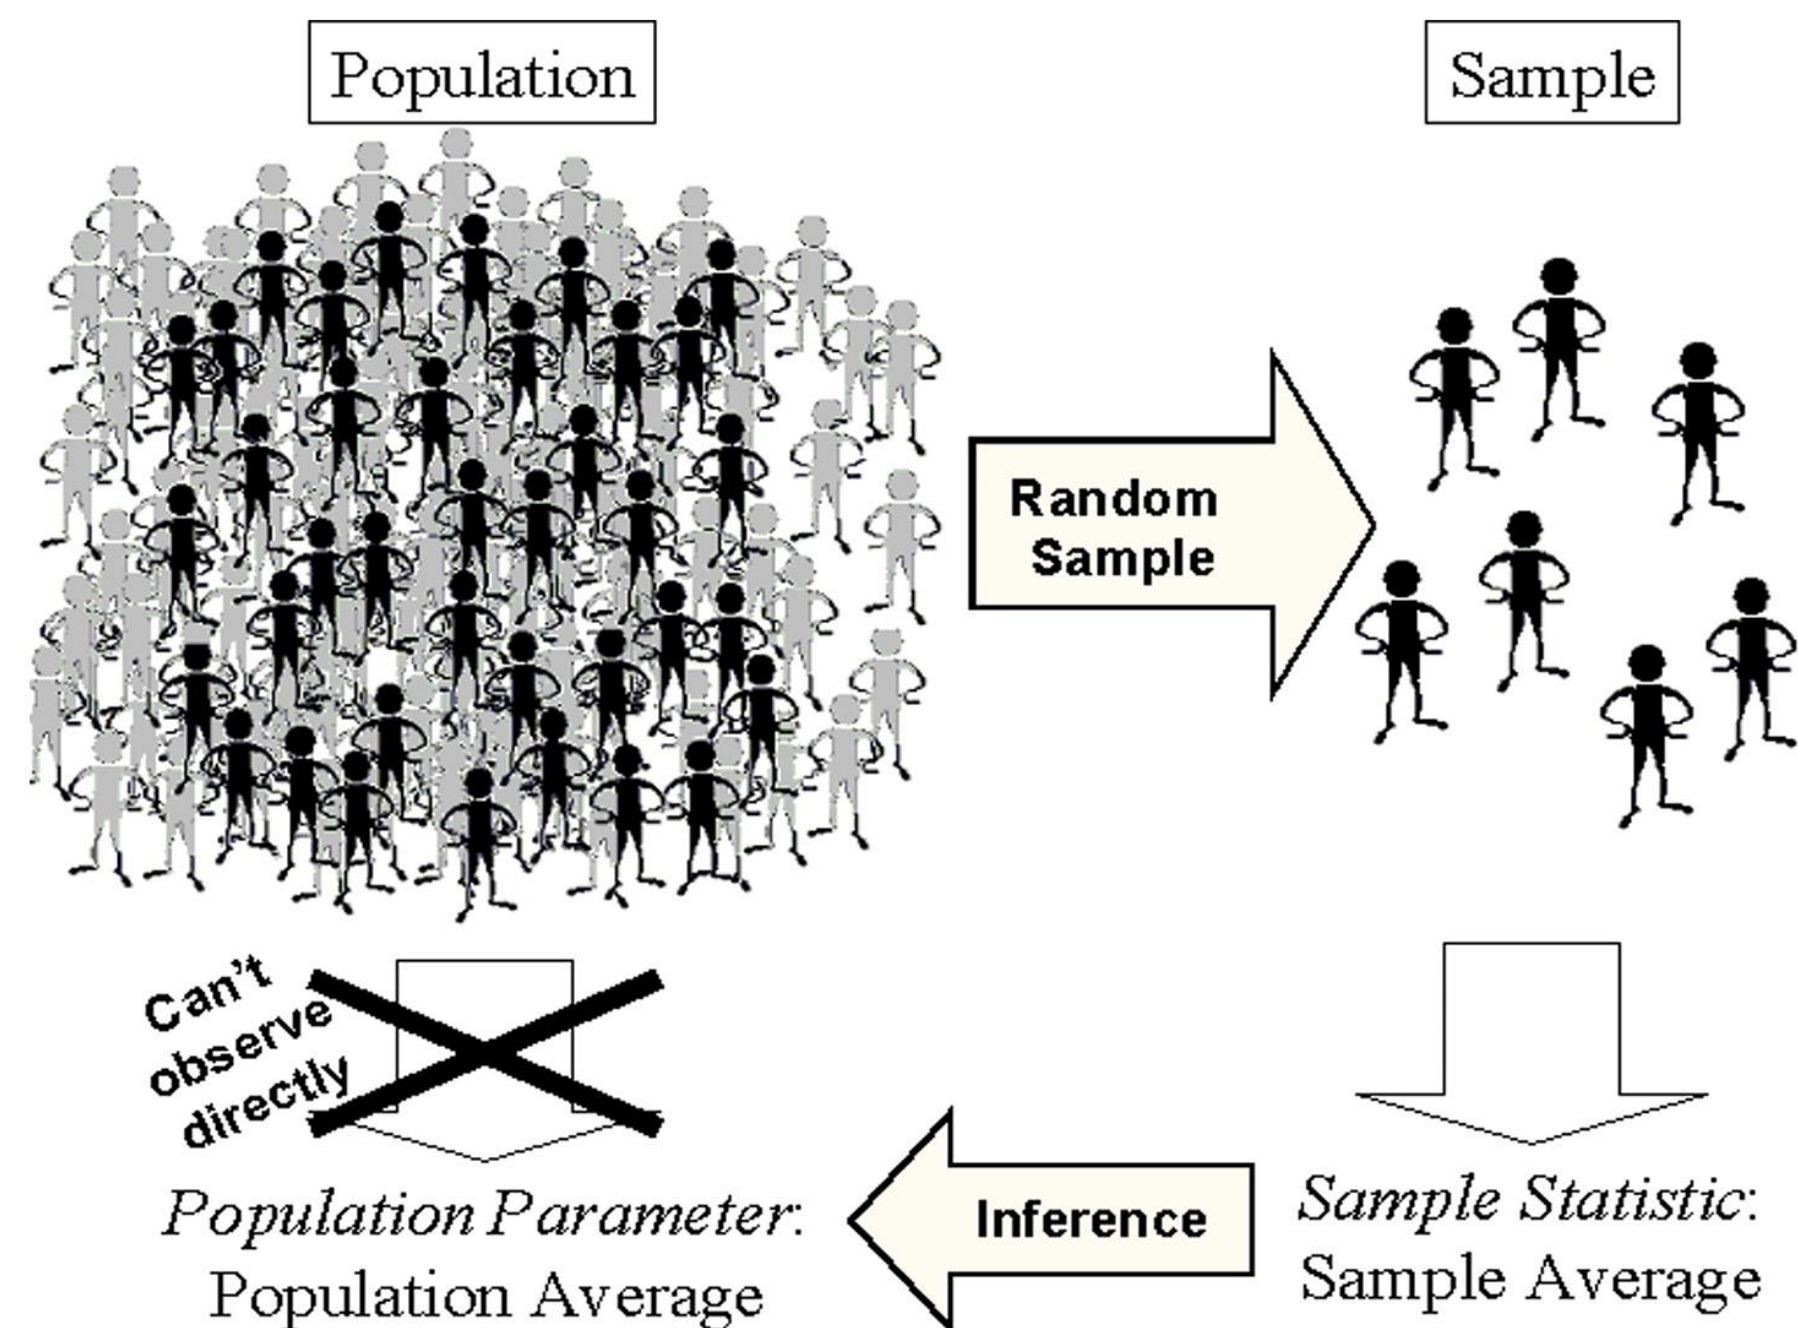 Population
Sample
Random
Sample
Can't
observe
directly
Population Parameter:
Population Average
Inference
Sample Statistic:
Sample Average